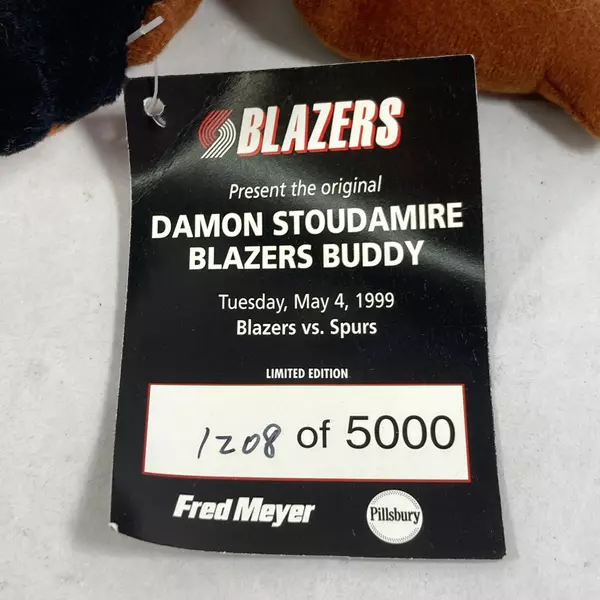 BLAZERS
Present the original
DAMON STOUDAMIRE
BLAZERS BUDDY
Tuesday, May 4, 1999
Blazers vs. Spurs
LIMITED EDITION
1208 of 5000
Fred Meyer
Pillsbury